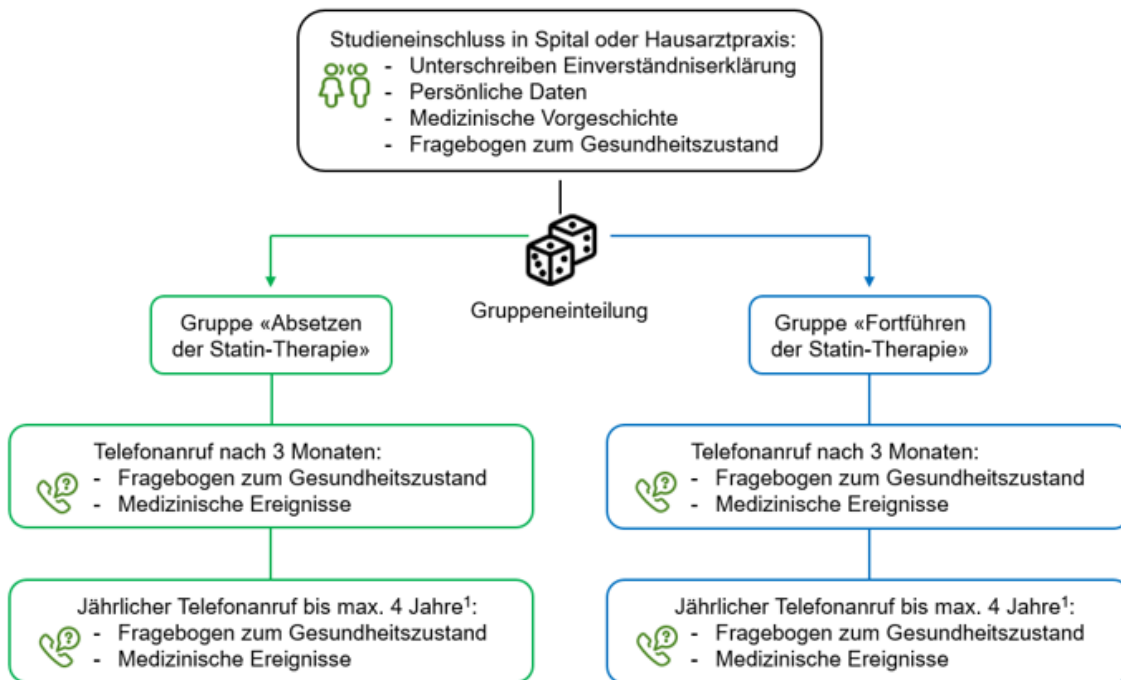 Studieneinschluss in Spital oder Hausarztpraxis:
- Unterschreiben Einverständniserklärung
- Persönliche Daten
- Medizinische Vorgeschichte
- Fragebogen zum Gesundheitszustand
Gruppeneinteilung
Gruppe «Absetzen
der Statin-Therapie»
Gruppe «Fortführen
der Statin-Therapie»
Telefonanruf nach 3 Monaten:
- Fragebogen zum Gesundheitszustand
- Medizinische Ereignisse
Telefonanruf nach 3 Monaten:
- Fragebogen zum Gesundheitszustand
- Medizinische Ereignisse
Jährlicher Telefonanruf bis max. 4 Jahre¹:
- Fragebogen zum Gesundheitszustand
- Medizinische Ereignisse
Jährlicher Telefonanruf bis max. 4 Jahre¹:
- Fragebogen zum Gesundheitszustand
- Medizinische Ereignisse